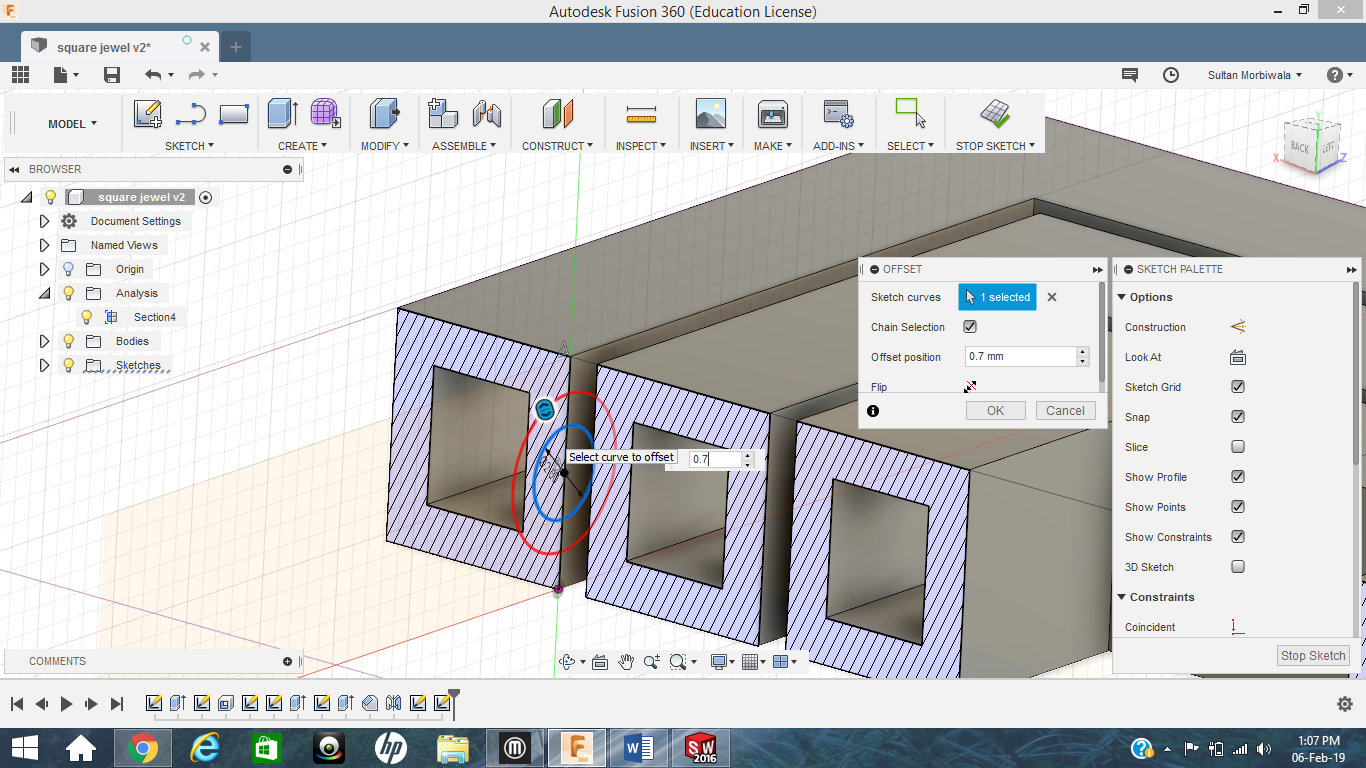 Autodesk Fusion 360 (Education License)
square jewel v2*
Sultan Morbiwala
MODEL
SKETCH
CREATE
MODIFY
ASSEMBLE
CONSTRUCT
INSPECT
INSERT
MAKE
ADD-INS
SELECT
STOP SKETCH
BROWSER
square jewel v2
Document Settings
Named Views
Origin
Analysis
Section4
Bodies
Sketches
BACK
LEFT
X
Y
Z
OFFSET
Sketch curves
1 selected
Chain Selection
Offset position
0.7 mm
Flip
OK
Cancel
SKETCH PALETTE
Options
Construction
Look At
Sketch Grid
Snap
Slice
Show Profile
Show Points
Show Constraints
3D Sketch
Constraints
Coincident
Stop Sketch
Select curve to offset
0.7
COMMENTS
hp
F
360
W
SW
2016
1:07 PM
06-Feb-19